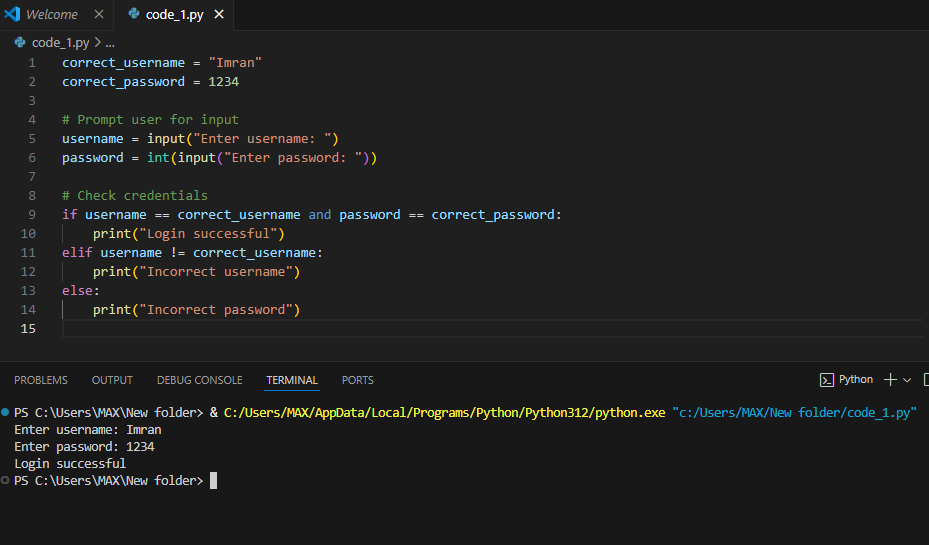 Welcome × code_1.py ×
code_1.py > ...
1 correct_username = "Imran"
2 correct_password = 1234
3
4 # Prompt user for input
5 username = input("Enter username: ")
6 password = int(input("Enter password: "))
7
8 # Check credentials
9 if username == correct_username and password == correct_password:
10     print("Login successful")
11 elif username != correct_username:
12     print("Incorrect username")
13 else:
14     print("Incorrect password")
15
PROBLEMS OUTPUT DEBUG CONSOLE TERMINAL PORTS Python
PS C:\Users\MAX\New folder> & C:/Users/MAX/AppData/Local/Programs/Python/Python312/python.exe "c:/Users/MAX/New folder/code_1.py"
Enter username: Imran
Enter password: 1234
Login successful
PS C:\Users\MAX\New folder>